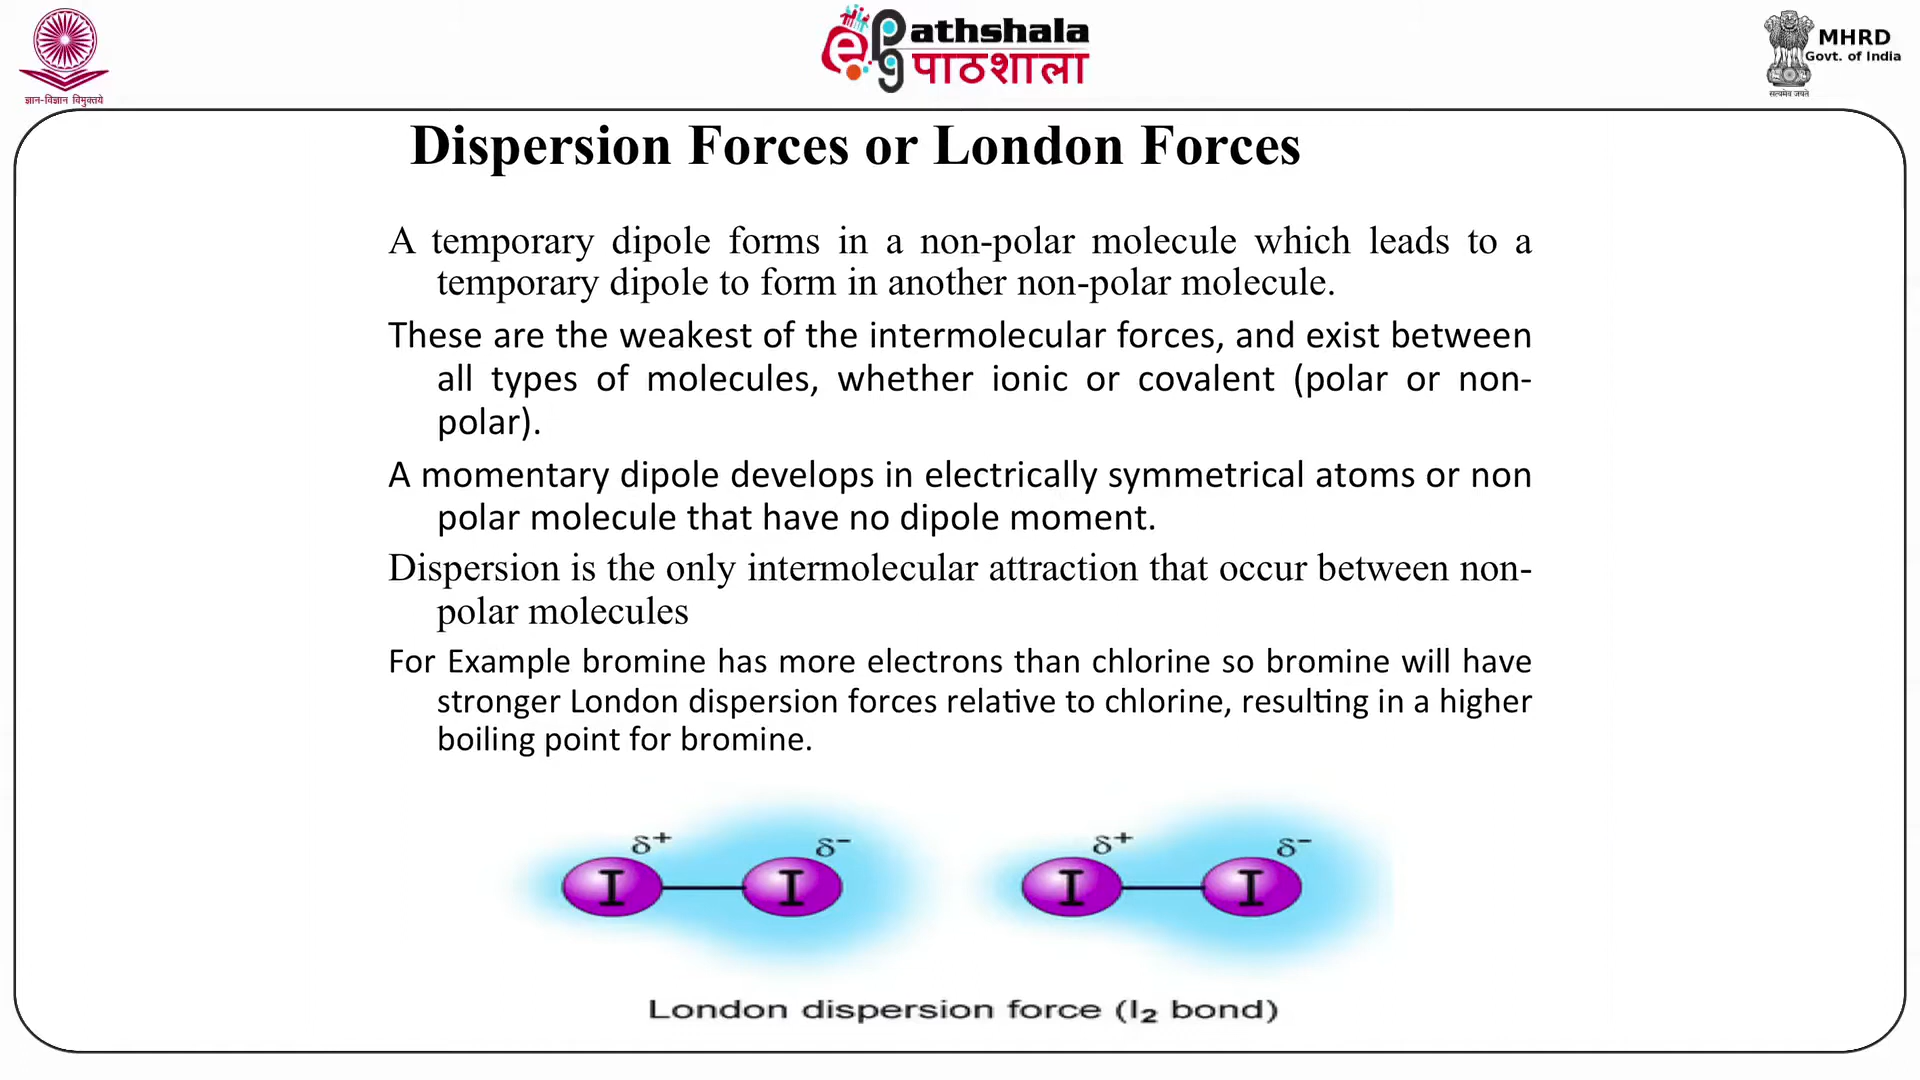 ज्ञान-विज्ञान विमुक्तये
ePathshala
पाठशाला
MHRD
Govt. of India
सत्यमेव जयते
Dispersion Forces or London Forces
A temporary dipole forms in a non-polar molecule which leads to a
temporary dipole to form in another non-polar molecule.
These are the weakest of the intermolecular forces, and exist between
all types of molecules, whether ionic or covalent (polar or non-
polar).
A momentary dipole develops in electrically symmetrical atoms or non
polar molecule that have no dipole moment.
Dispersion is the only intermolecular attraction that occur between non-
polar molecules
For Example bromine has more electrons than chlorine so bromine will have
stronger London dispersion forces relative to chlorine, resulting in a higher
boiling point for bromine.
δ+ δ- δ+ δ-
I I I I
London dispersion force (I₂ bond)